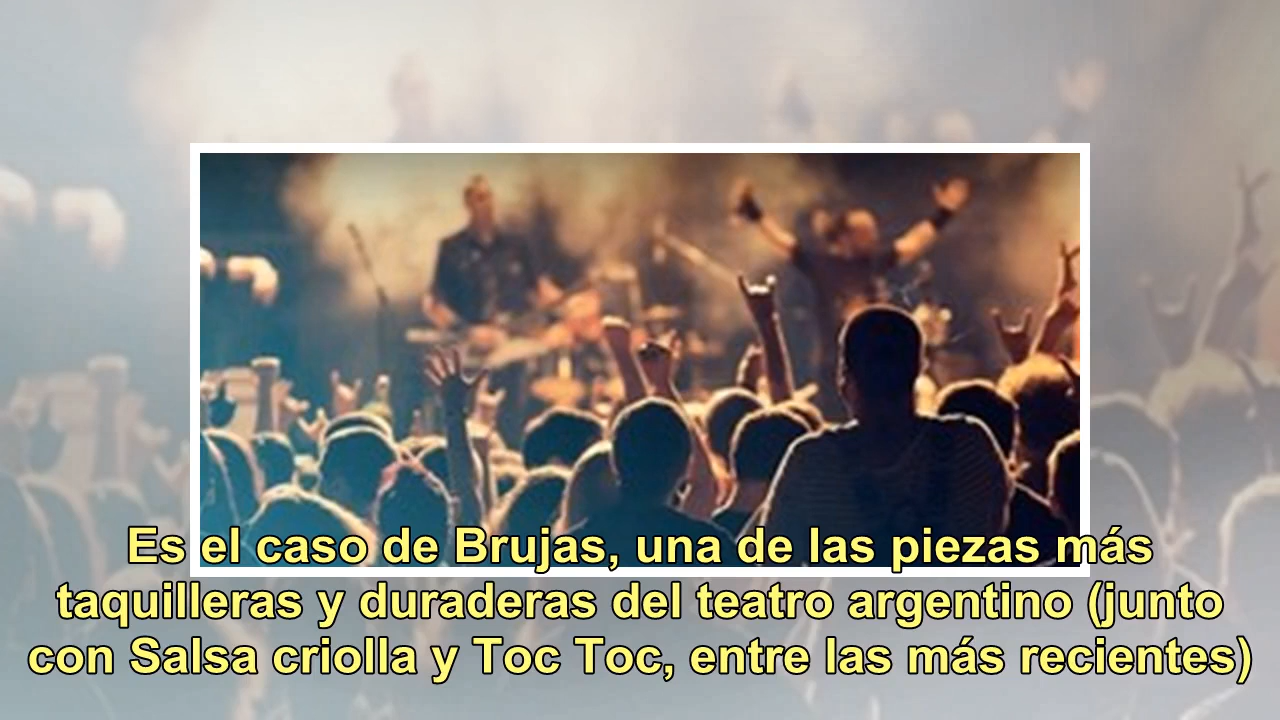 Es el caso de Brujas, una de las piezas más
taquilleras y duraderas del teatro argentino (junto
con Salsa criolla y Toc Toc, entre las más recientes)